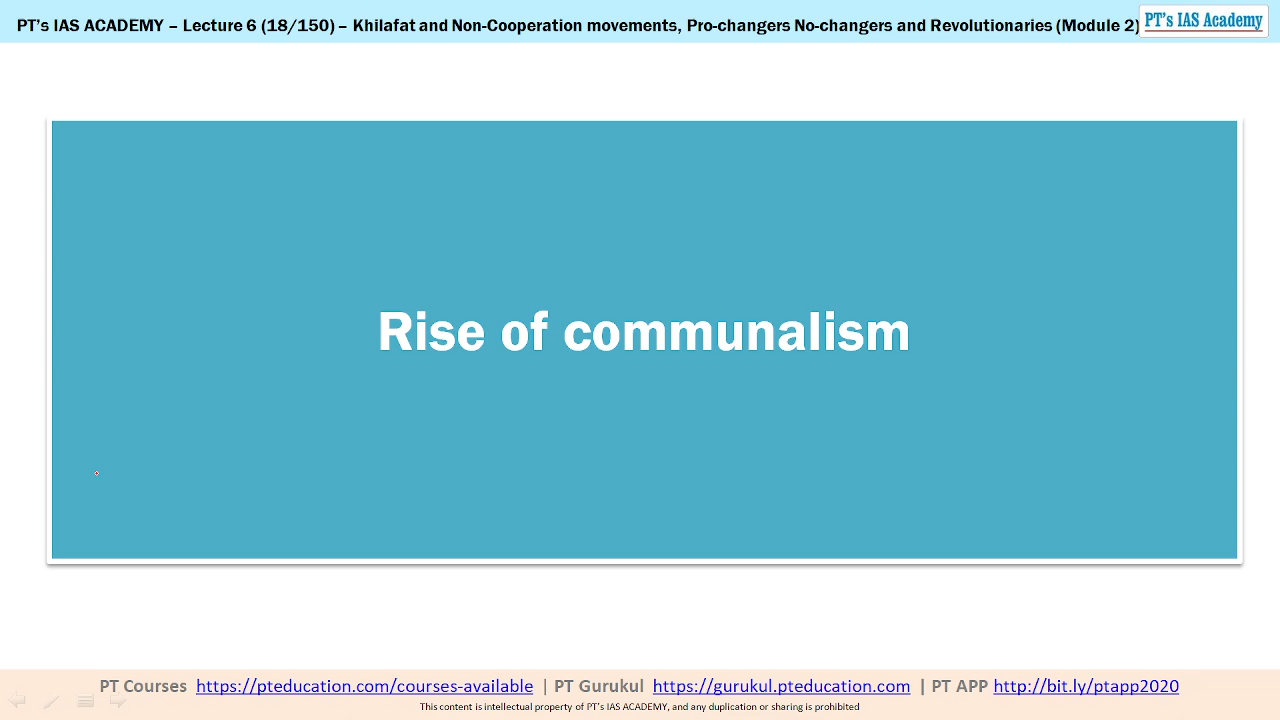 PT's IAS ACADEMY – Lecture 6 (18/150) – Khilafat and Non-Cooperation movements, Pro-changers No-changers and Revolutionaries (Module 2)
PT's IAS Academy
Rise of communalism
PT Courses https://pteducation.com/courses-available | PT Gurukul https://gurukul.pteducation.com | PT APP http://bit.ly/ptapp2020
This content is intellectual property of PT's IAS ACADEMY, and any duplication or sharing is prohibited